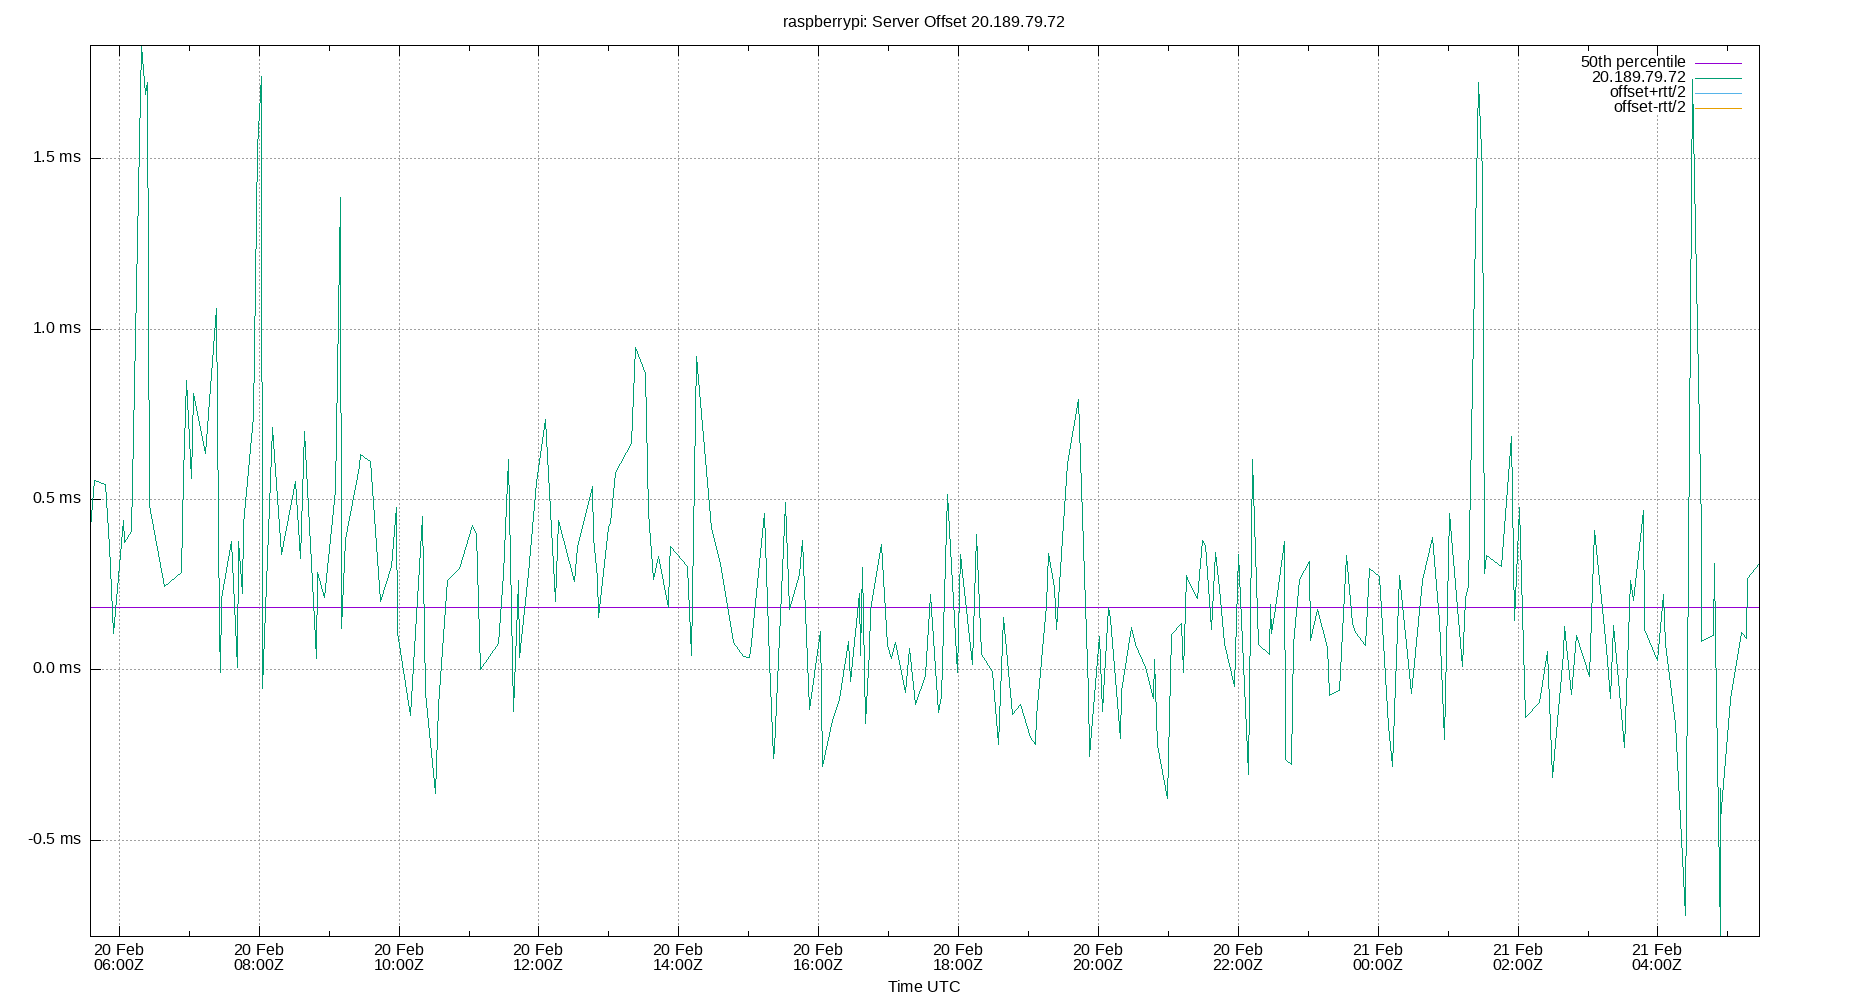 raspberrypi: Server Offset 20.189.79.72
50th percentile
20.189.79.72
offset+rtt/2
offset-rtt/2
1.5 ms
1.0 ms
0.5 ms
0.0 ms
-0.5 ms
20 Feb 20 Feb 20 Feb 20 Feb 20 Feb 20 Feb 20 Feb 20 Feb 20 Feb 21 Feb 21 Feb 21 Feb
06:00Z 08:00Z 10:00Z 12:00Z 14:00Z 16:00Z 18:00Z 20:00Z 22:00Z 00:00Z 02:00Z 04:00Z
Time UTC